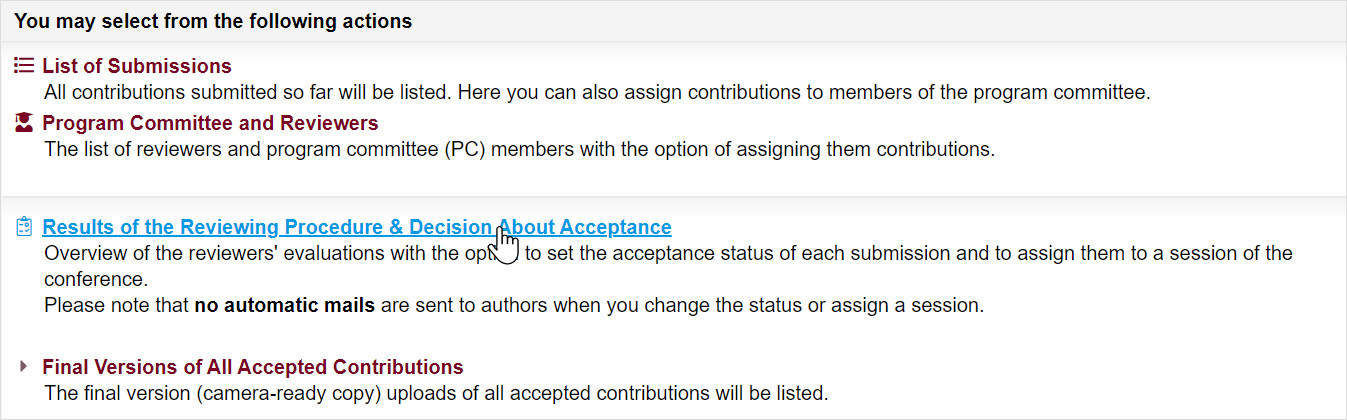 You may select from the following actions
List of Submissions
All contributions submitted so far will be listed. Here you can also assign contributions to members of the program committee.
Program Committee and Reviewers
The list of reviewers and program committee (PC) members with the option of assigning them contributions.
Results of the Reviewing Procedure & Decision About Acceptance
Overview of the reviewers' evaluations with the option to set the acceptance status of each submission and to assign them to a session of the
conference.
Please note that no automatic mails are sent to authors when you change the status or assign a session.
Final Versions of All Accepted Contributions
The final version (camera-ready copy) uploads of all accepted contributions will be listed.